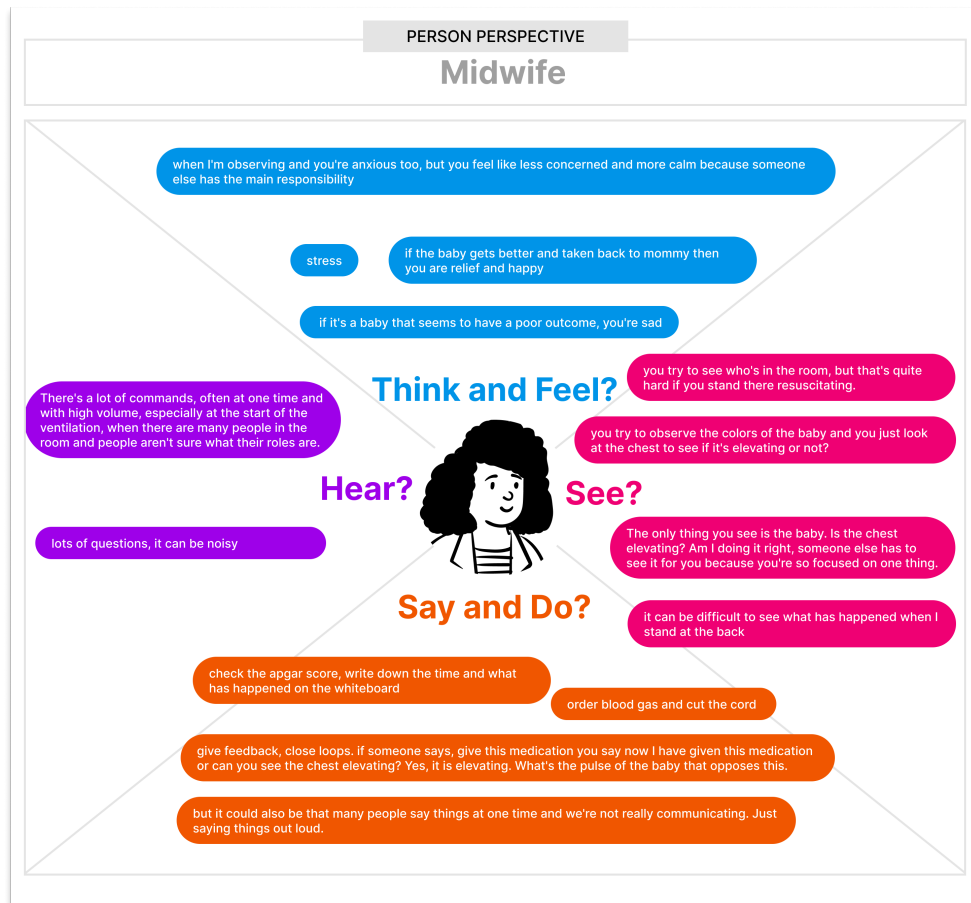 PERSON PERSPECTIVE
Midwife
when I'm observing and you're anxious too, but you feel like less concerned and more calm because someone
else has the main responsibility
stress
if the baby gets better and taken back to mommy then
you are relief and happy
if it's a baby that seems to have a poor outcome, you're sad
Think and Feel?
you try to see who's in the room, but that's quite
hard if you stand there resuscitating.
There's a lot of commands, often at one time and
with high volume, especially at the start of the
ventilation, when there are many people in the
room and people aren't sure what their roles are.
you try to observe the colors of the baby and you just look
at the chest to see if it's elevating or not?
Hear?
See?
lots of questions, it can be noisy
The only thing you see is the baby. Is the chest
elevating? Am I doing it right, someone else has to
see it for you because you're so focused on one thing.
it can be difficult to see what has happened when I
stand at the back
Say and Do?
check the apgar score, write down the time and what
has happened on the whiteboard
order blood gas and cut the cord
give feedback, close loops. if someone says, give this medication you say now I have given this medication
or can you see the chest elevating? Yes, it is elevating. What's the pulse of the baby that opposes this.
but it could also be that many people say things at one time and we're not really communicating. Just
saying things out loud.